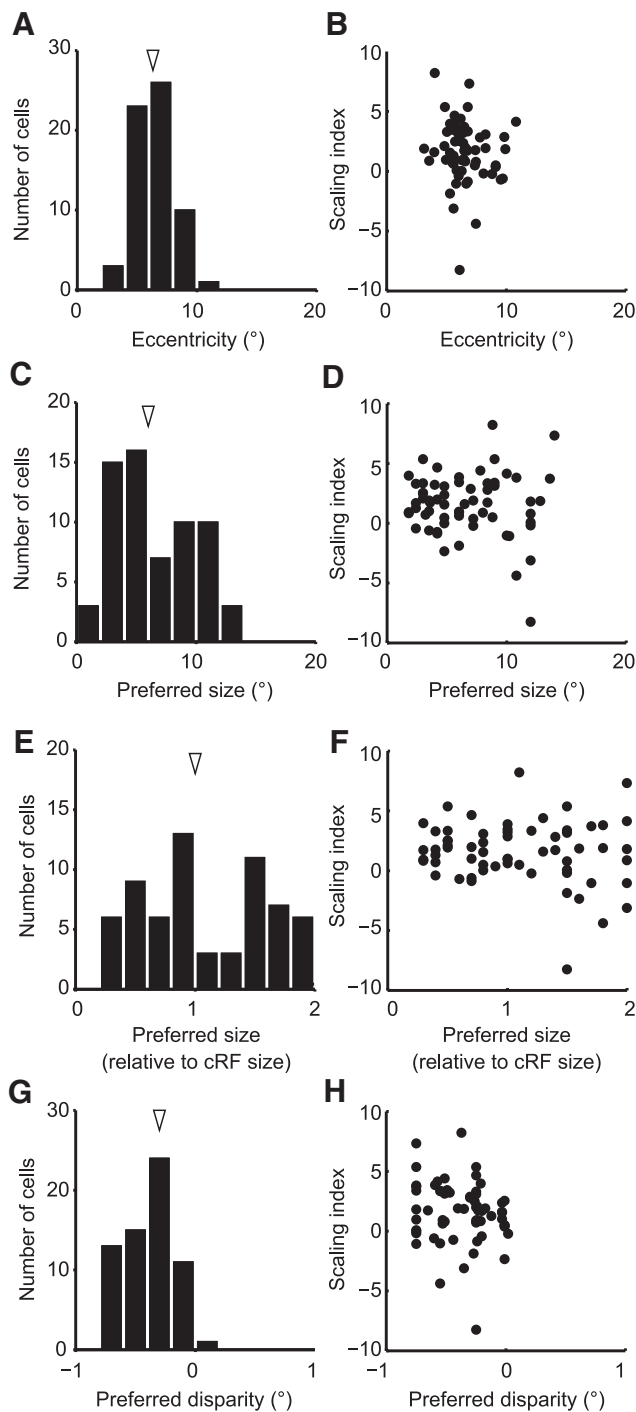 A
B
30
20
10
0
Number of cells
0
10
20
Eccentricity (°)
10
5
0
−5
−10
Scaling index
0
10
20
Eccentricity (°)
C
D
20
15
10
5
0
Number of cells
0
10
20
Preferred size (°)
10
5
0
−5
−10
Scaling index
0
10
20
Preferred size (°)
E
F
20
15
10
5
0
Number of cells
0
1
2
Preferred size
(relative to cRF size)
10
5
0
−5
−10
Scaling index
0
1
2
Preferred size
(relative to cRF size)
G
H
30
20
10
0
Number of cells
−1
0
1
Preferred disparity (°)
10
5
0
−5
−10
Scaling index
−1
0
1
Preferred disparity (°)